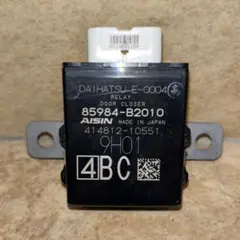 DAIHATSU E-0004
RELAY,
DOOR CLOSER
85984-B2010
AISIN MADE IN JAPAN
414812-10551
9H01
4BC